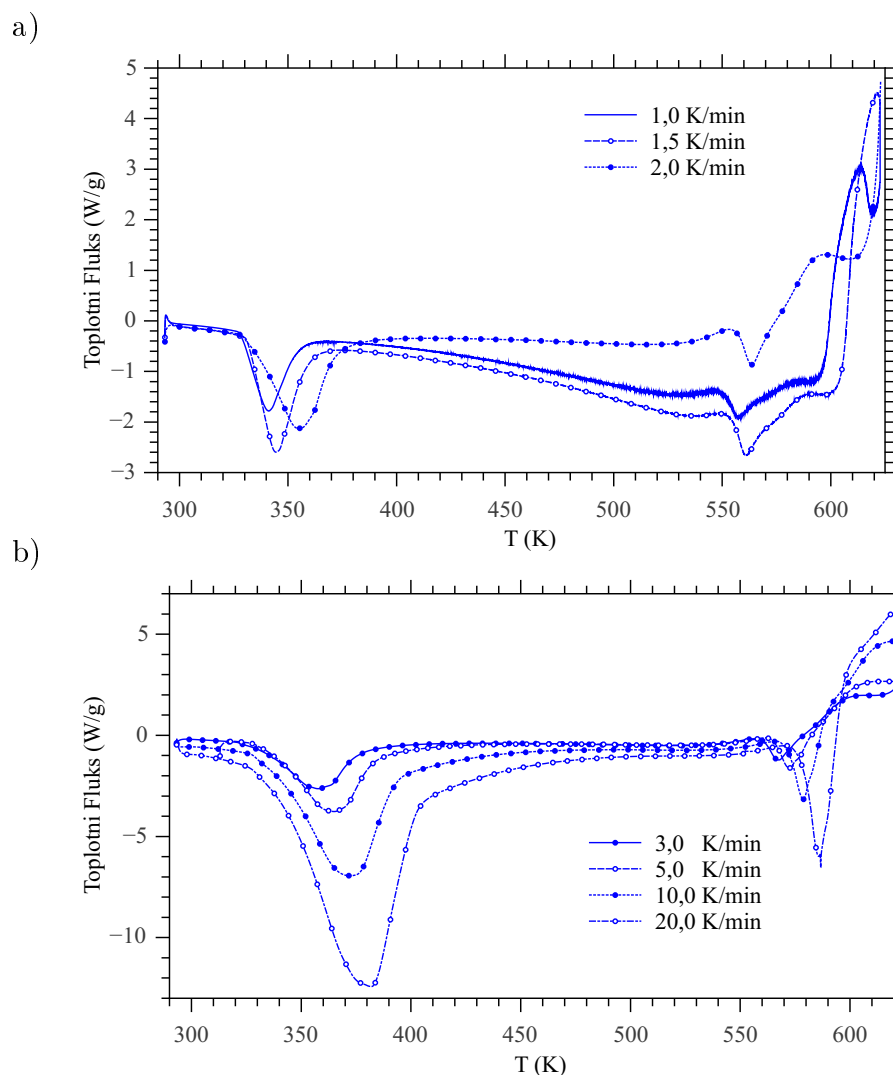 a)
5
4
3
2
1
0
−1
−2
−3
Toplotni Fluks (W/g)
1,0 K/min
1,5 K/min
2,0 K/min
300 350 400 450 500 550 600
T (K)
b)
5
0
−5
−10
Toplotni Fluks (W/g)
3,0 K/min
5,0 K/min
10,0 K/min
20,0 K/min
300 350 400 450 500 550 600
T (K)